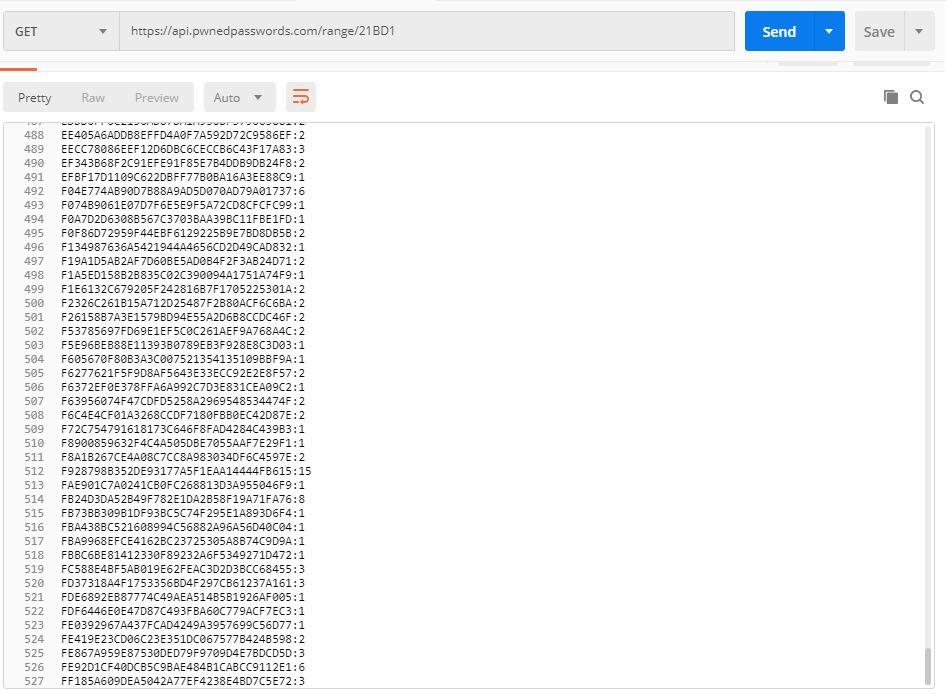 GET
https://api.pwnedpasswords.com/range/21BD1
Send
Save
Pretty Raw Preview Auto
488 EE405A6ADDB8EFFD4A0F7A592D72C9586EF:2
489 EECC78086EEF12D6DBC6CECCB6C43F17A83:3
490 EF343B68F2C91EFE91F85E7B4DDB9DB24F8:2
491 EFBF17D1109C622DBFF77B0BA16A3EE88C9:1
492 F04E774AB90D7B88A9AD5D070AD79A01737:6
493 F074B9061E07D7F6E5E9F5A72CD8CFCFC99:1
494 F0A7D2D6308B567C3703BAA39BC11FBE1FD:1
495 F0F86D72959F44EBF6129225B9E7BD8DB5B:2
496 F134987636A5421944A4656CD2D49CAD832:1
497 F19A1D5AB2AF7D60BE5AD0B4F2F3AB24D71:2
498 F1A5ED158B2B835C02C390094A1751A74F9:1
499 F1E6132C679205F242816B7F1705225301A:2
500 F2326C261B15A712D25487F2B80ACF6C6BA:2
501 F26158B7A3E1579BD94E55A2D6B8CCDC46F:2
502 F53785697FD69E1EF5C0C261AEF9A768A4C:2
503 F5E96BEB88E11393B0789EB3F928E8C3D03:1
504 F605670F80B3A3C007521354135109BBF9A:1
505 F6277621F5F9D8AF5643E33ECC92E2E8F57:2
506 F6372EF0E378FFA6A992C7D3E831CEA09C2:1
507 F63956074F47CDFD5258A2969548534474F:2
508 F6C4E4CF01A3268CCDF7180FBB0EC42D87E:2
509 F72C754791618173C646F8FAD4284C439B3:1
510 F8900859632F4C4A505DBE7055AAF7E29F1:1
511 F8A1B267CE4A08C7CC8A983034DF6C4597E:2
512 F928798B352DE93177A5F1EAA14444FB615:15
513 FAE901C7A0241CB0FC268813D3A955046F9:1
514 FB24D3DA52B49F782E1DA2B58F19A71FA76:8
515 FB73BB309B1DF93BC5C74F295E1A893D6F4:1
516 FBA438BC521608994C56882A96A56D40C04:1
517 FBA9968EFCE4162BC23725305A8B74C9D9A:1
518 FBBC6BE81412330F89232A6F5349271D472:1
519 FC588E4BF5AB019E62FEAC3D2D3BCC68455:3
520 FD37318A4F1753356BD4F297CB61237A161:3
521 FDE6892EB87774C49AEA514B5B1926AF005:1
522 FDF6446E0E47D87C493FBA60C779ACF7EC3:1
523 FE0392967A437FCAD4249A3957699C56D77:1
524 FE419E23CD06C23E351DC067577B424B598:2
525 FE867A959E87530DED79F9709D4E7BDCD5D:3
526 FE92D1CF40DCB5C9BAE484B1CABCC9112E1:6
527 FF185A609DEA5042A77EF4238E4BD7C5E72:3